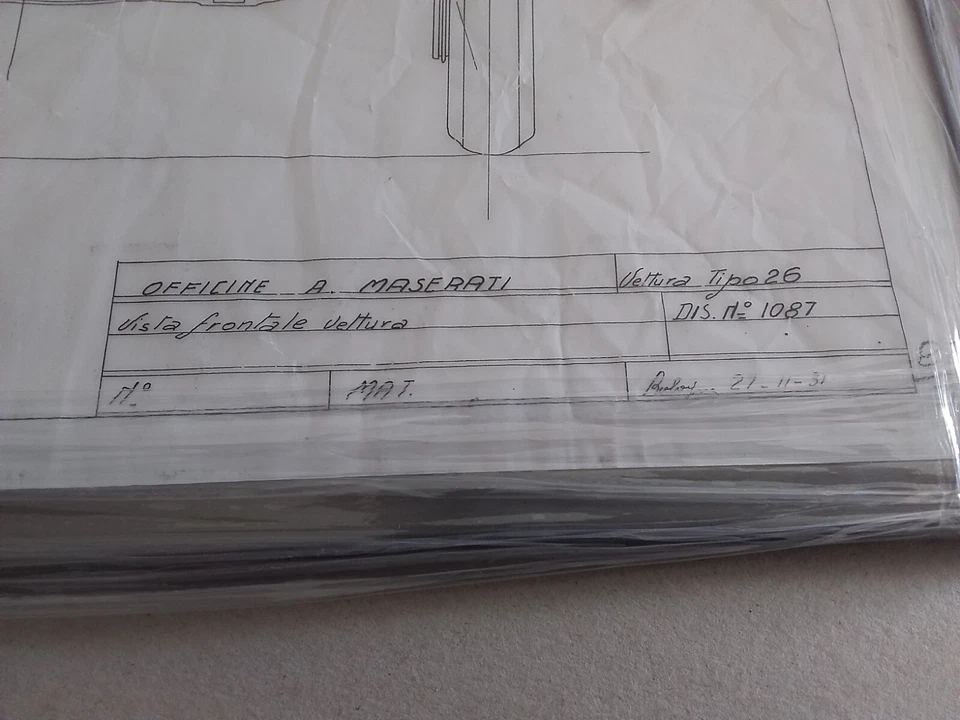 OFFICINE A. MASERATI Vettura Tipo 26
Vista frontale vettura DIS. N° 1087
N° MAT. 21-11-31